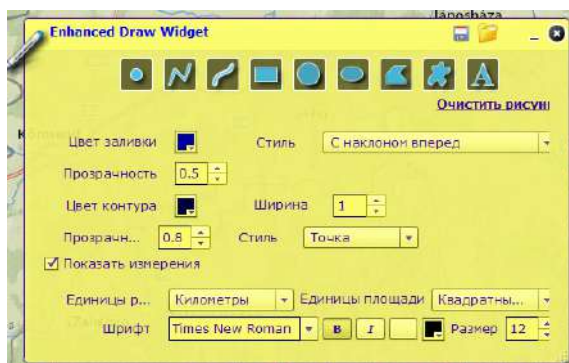 Jánosháza
Enhanced Draw Widget
A
Очистить рисун
Цвет заливки Стиль С наклоном вперед
Прозрачность 0.5
Цвет контура Ширина 1
Прозрачн... 0.8 Стиль Точка
Показать измерения
Единицы р... Километры Единицы площади Квадратны...
Шрифт Times New Roman B I Размер 12